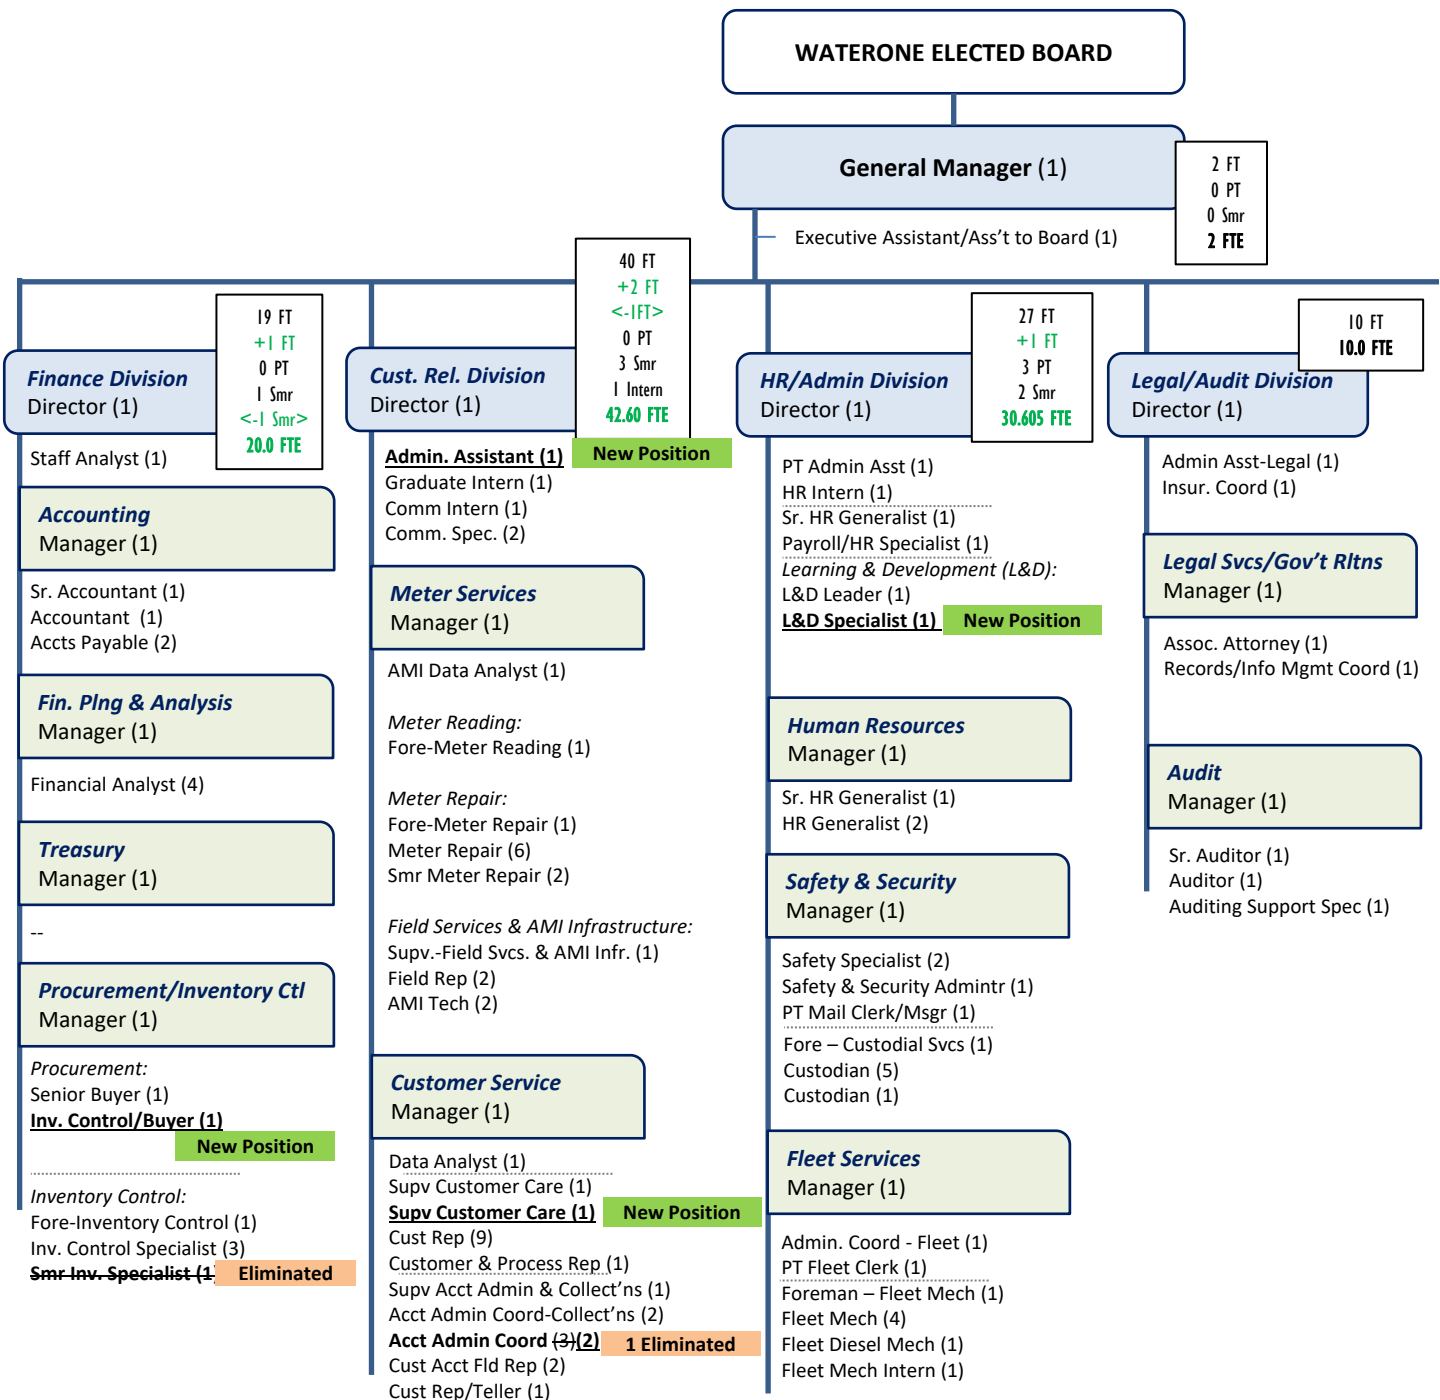 WATERONE ELECTED BOARD
General Manager (1)
2 FT
0 PT
0 Smr
2 FTE
Executive Assistant/Ass't to Board (1)
19 FT
+1 FT
0 PT
1 Smr
<-1 Smr>
20.0 FTE
Finance Division
Director (1)
Staff Analyst (1)
Accounting
Manager (1)
Sr. Accountant (1)
Accountant (1)
Accts Payable (2)
Fin. Plng & Analysis
Manager (1)
Financial Analyst (4)
Treasury
Manager (1)
--
Procurement/Inventory Ctl
Manager (1)
Procurement:
Senior Buyer (1)
Inv. Control/Buyer (1)
New Position
Inventory Control:
Fore-Inventory Control (1)
Inv. Control Specialist (3)
Smr Inv. Specialist (1) Eliminated
40 FT
+2 FT
<-1FT>
0 PT
3 Smr
1 Intern
42.60 FTE
Cust. Rel. Division
Director (1)
Admin. Assistant (1) New Position
Graduate Intern (1)
Comm Intern (1)
Comm. Spec. (2)
Meter Services
Manager (1)
AMI Data Analyst (1)
Meter Reading:
Fore-Meter Reading (1)
Meter Repair:
Fore-Meter Repair (1)
Meter Repair (6)
Smr Meter Repair (2)
Field Services & AMI Infrastructure:
Supv.-Field Svcs. & AMI Infr. (1)
Field Rep (2)
AMI Tech (2)
Customer Service
Manager (1)
Data Analyst (1)
Supv Customer Care (1)
Supv Customer Care (1) New Position
Cust Rep (9)
Customer & Process Rep (1)
Supv Acct Admin & Collect'ns (1)
Acct Admin Coord-Collect'ns (2)
Acct Admin Coord (3)(2) 1 Eliminated
Cust Acct Fld Rep (2)
Cust Rep/Teller (1)
27 FT
+1 FT
3 PT
2 Smr
30.605 FTE
HR/Admin Division
Director (1)
PT Admin Asst (1)
HR Intern (1)
Sr. HR Generalist (1)
Payroll/HR Specialist (1)
Learning & Development (L&D):
L&D Leader (1)
L&D Specialist (1) New Position
Human Resources
Manager (1)
Sr. HR Generalist (1)
HR Generalist (2)
Safety & Security
Manager (1)
Safety Specialist (2)
Safety & Security Admintr (1)
PT Mail Clerk/Msgr (1)
Fore – Custodial Svcs (1)
Custodian (5)
Custodian (1)
Fleet Services
Manager (1)
Admin. Coord - Fleet (1)
PT Fleet Clerk (1)
Foreman – Fleet Mech (1)
Fleet Mech (4)
Fleet Diesel Mech (1)
Fleet Mech Intern (1)
10 FT
10.0 FTE
Legal/Audit Division
Director (1)
Admin Asst-Legal (1)
Insur. Coord (1)
Legal Svcs/Gov't Rltns
Manager (1)
Assoc. Attorney (1)
Records/Info Mgmt Coord (1)
Audit
Manager (1)
Sr. Auditor (1)
Auditor (1)
Auditing Support Spec (1)